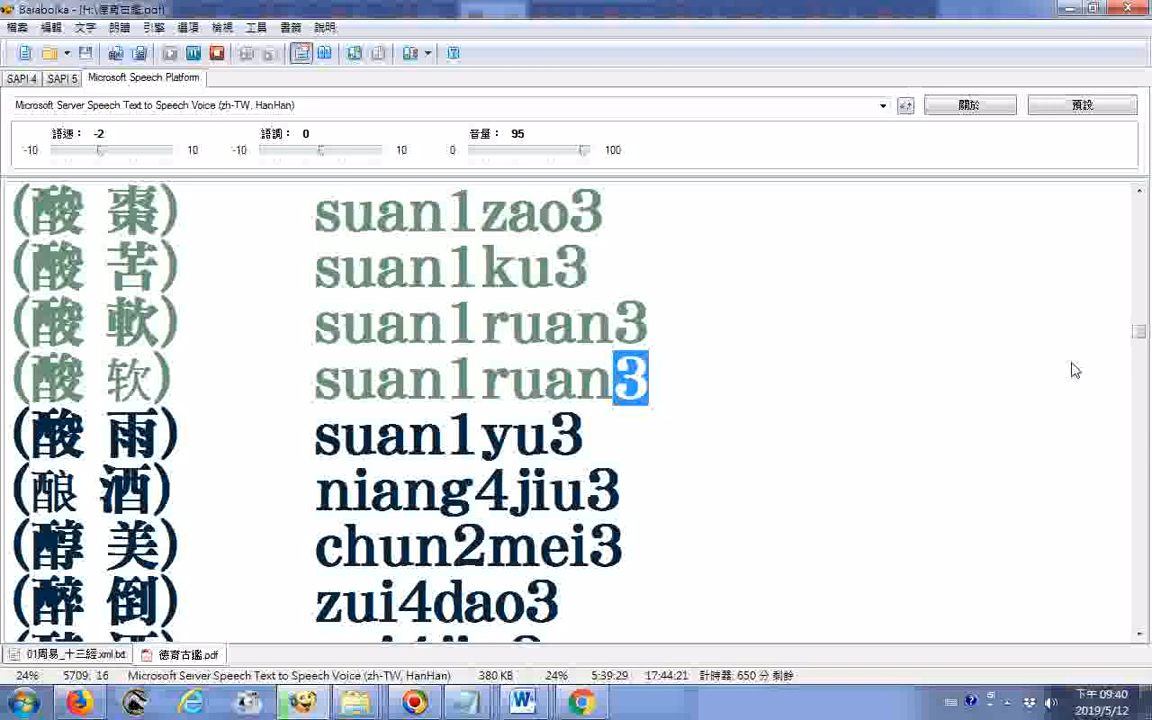 Balabolka - [H:\德育古鑑.pdf]
檔案 編輯 文字 朗讀 引擎 選項 檢視 工具 書籤 說明
SAPI 4 SAPI 5 Microsoft Speech Platform
Microsoft Server Speech Text to Speech Voice (zh-TW, HanHan) 關於 預設
語速： -2 語調： 0 音量： 95
-10 10 -10 10 0 100
(酸 棗) suan1zao3
(酸 苦) suan1ku3
(酸 軟) suan1ruan3
(酸 软) suan1ruan3
(酸 雨) suan1yu3
(酿 酒) niang4jiu3
(醇 美) chun2mei3
(醉 倒) zui4dao3
01周易_十三經.xml.txt 德育古鑑.pdf
24% 5709, 16 Microsoft Server Speech Text to Speech Voice (zh-TW, HanHan) 380 KB 24% 5:39:29 17:44:21 計時器: 650 分 剩餘
下午 09:40
2019/5/12